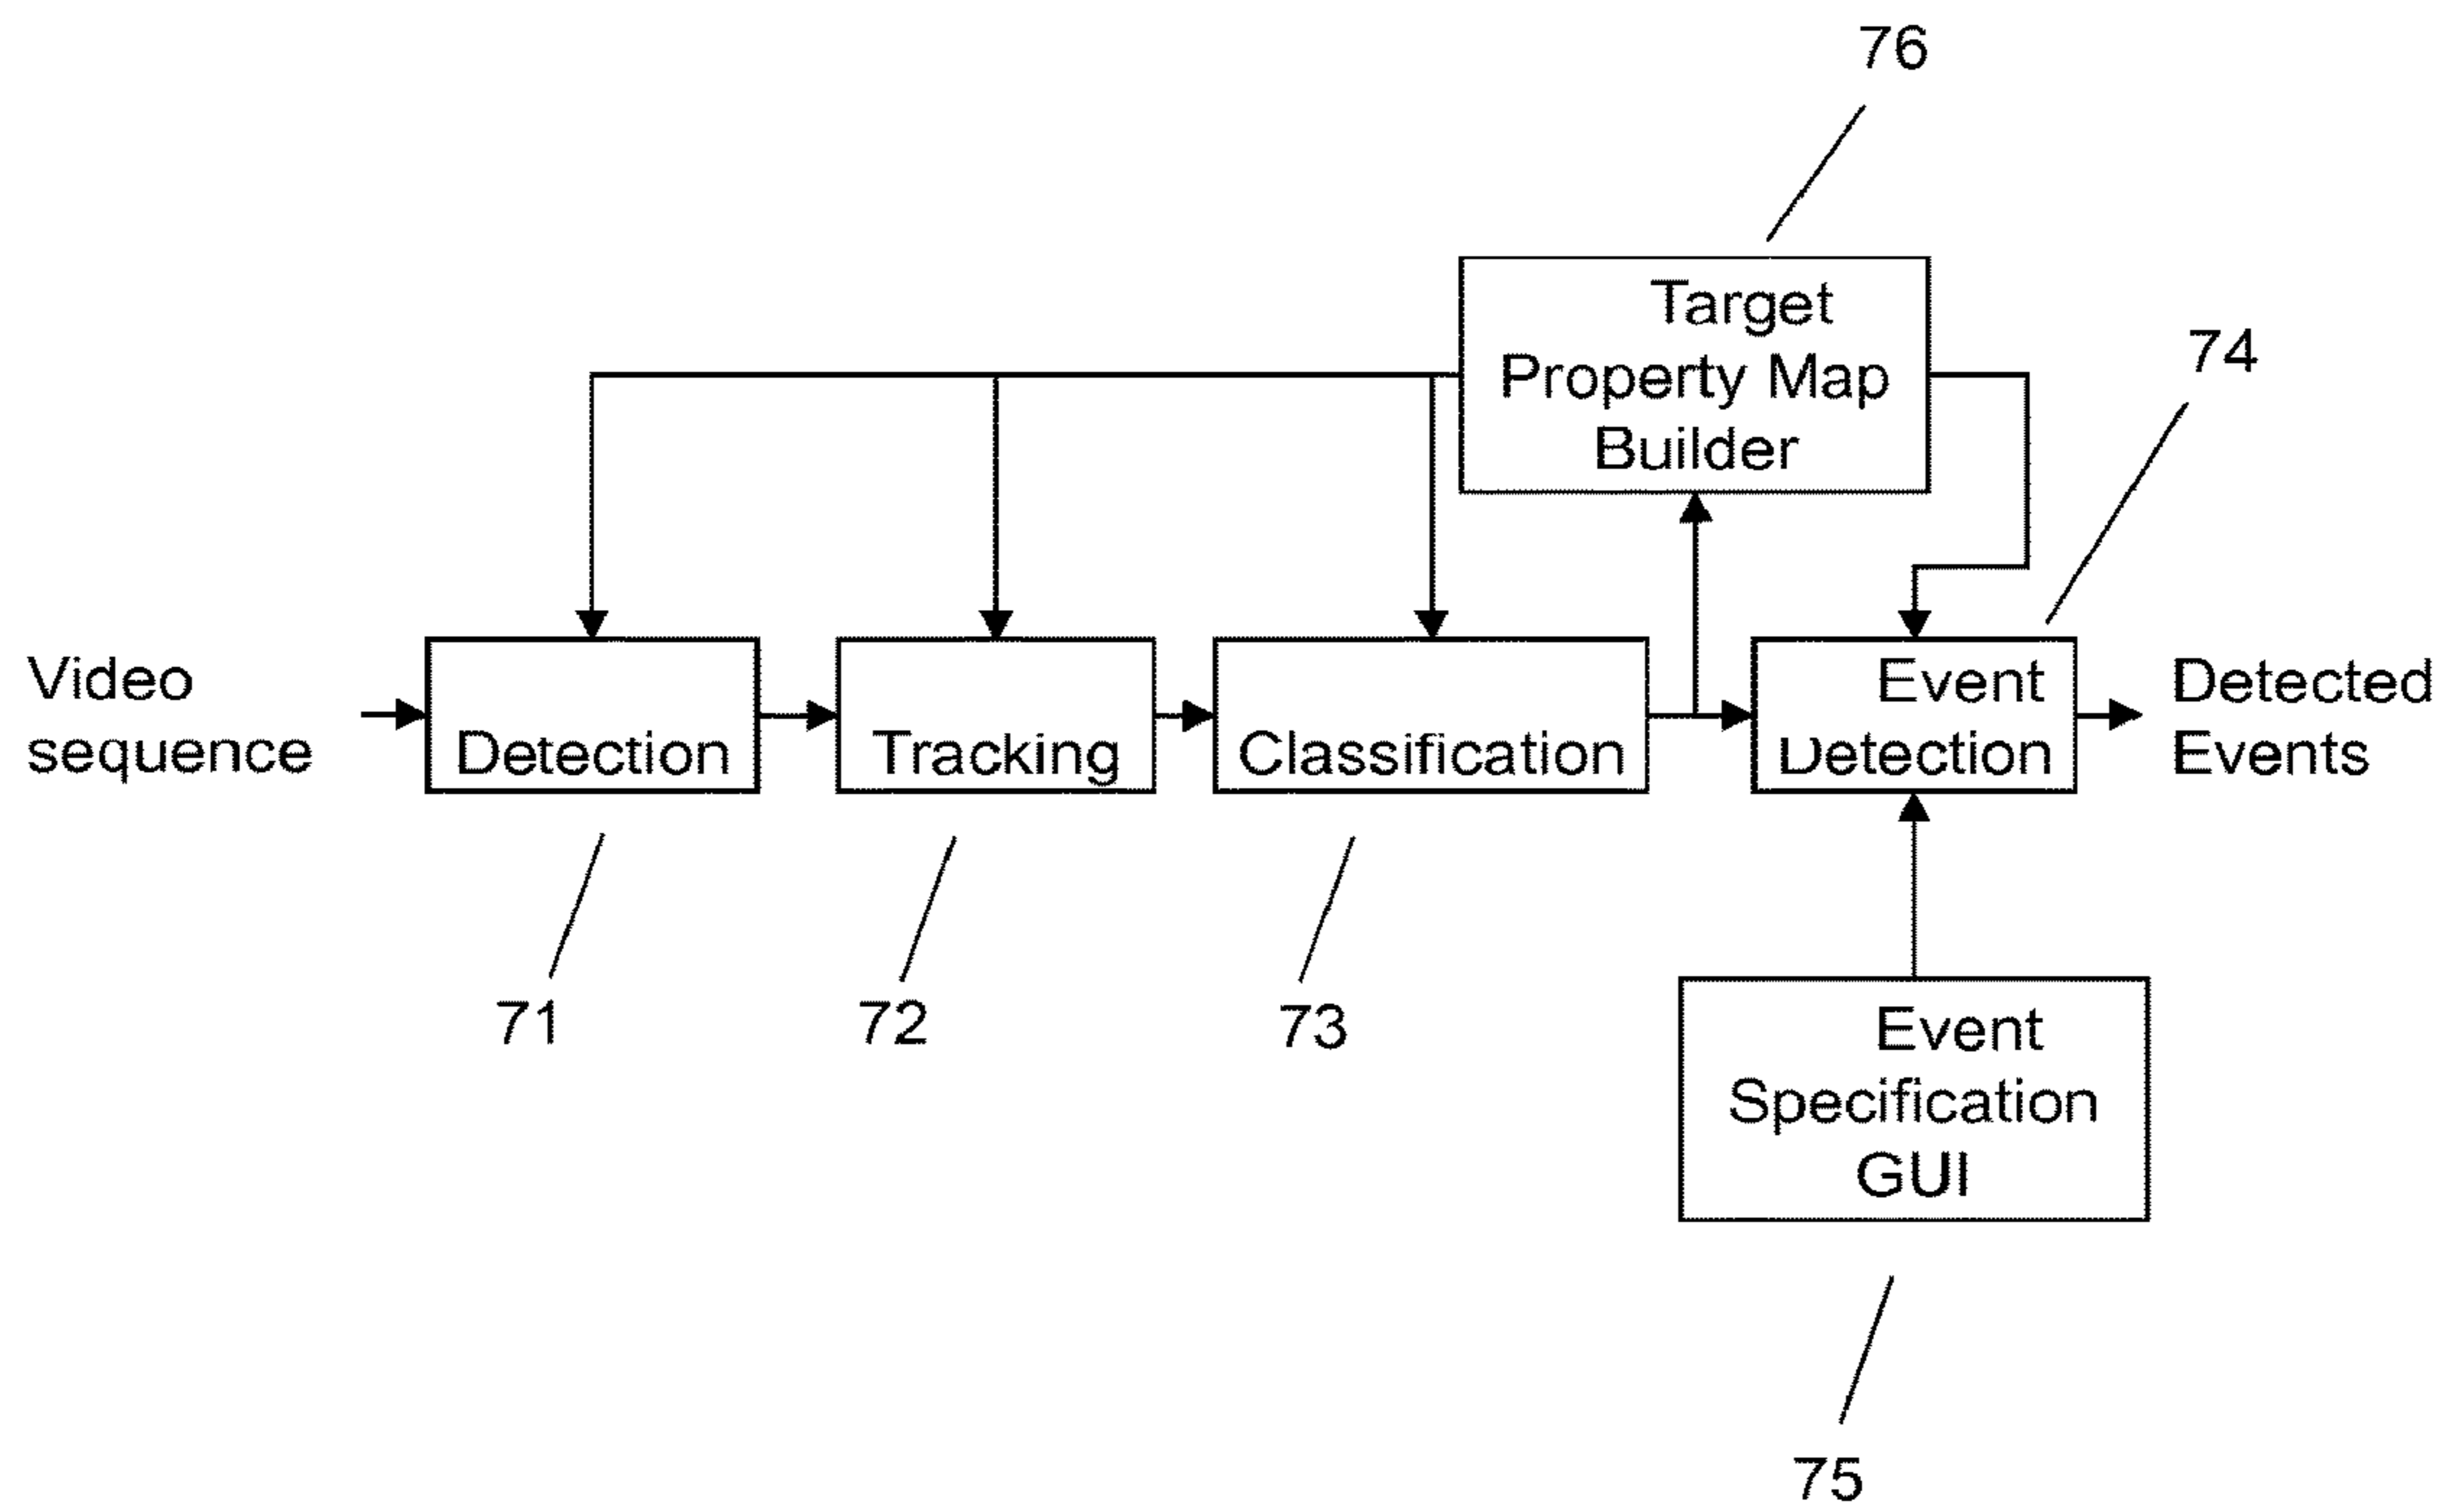 76
Target
Property Map
Builder
74
Video
sequence
Detection
Tracking
Classification
Event
Detection
Detected
Events
71
72
73
Event
Specification
GUI
75